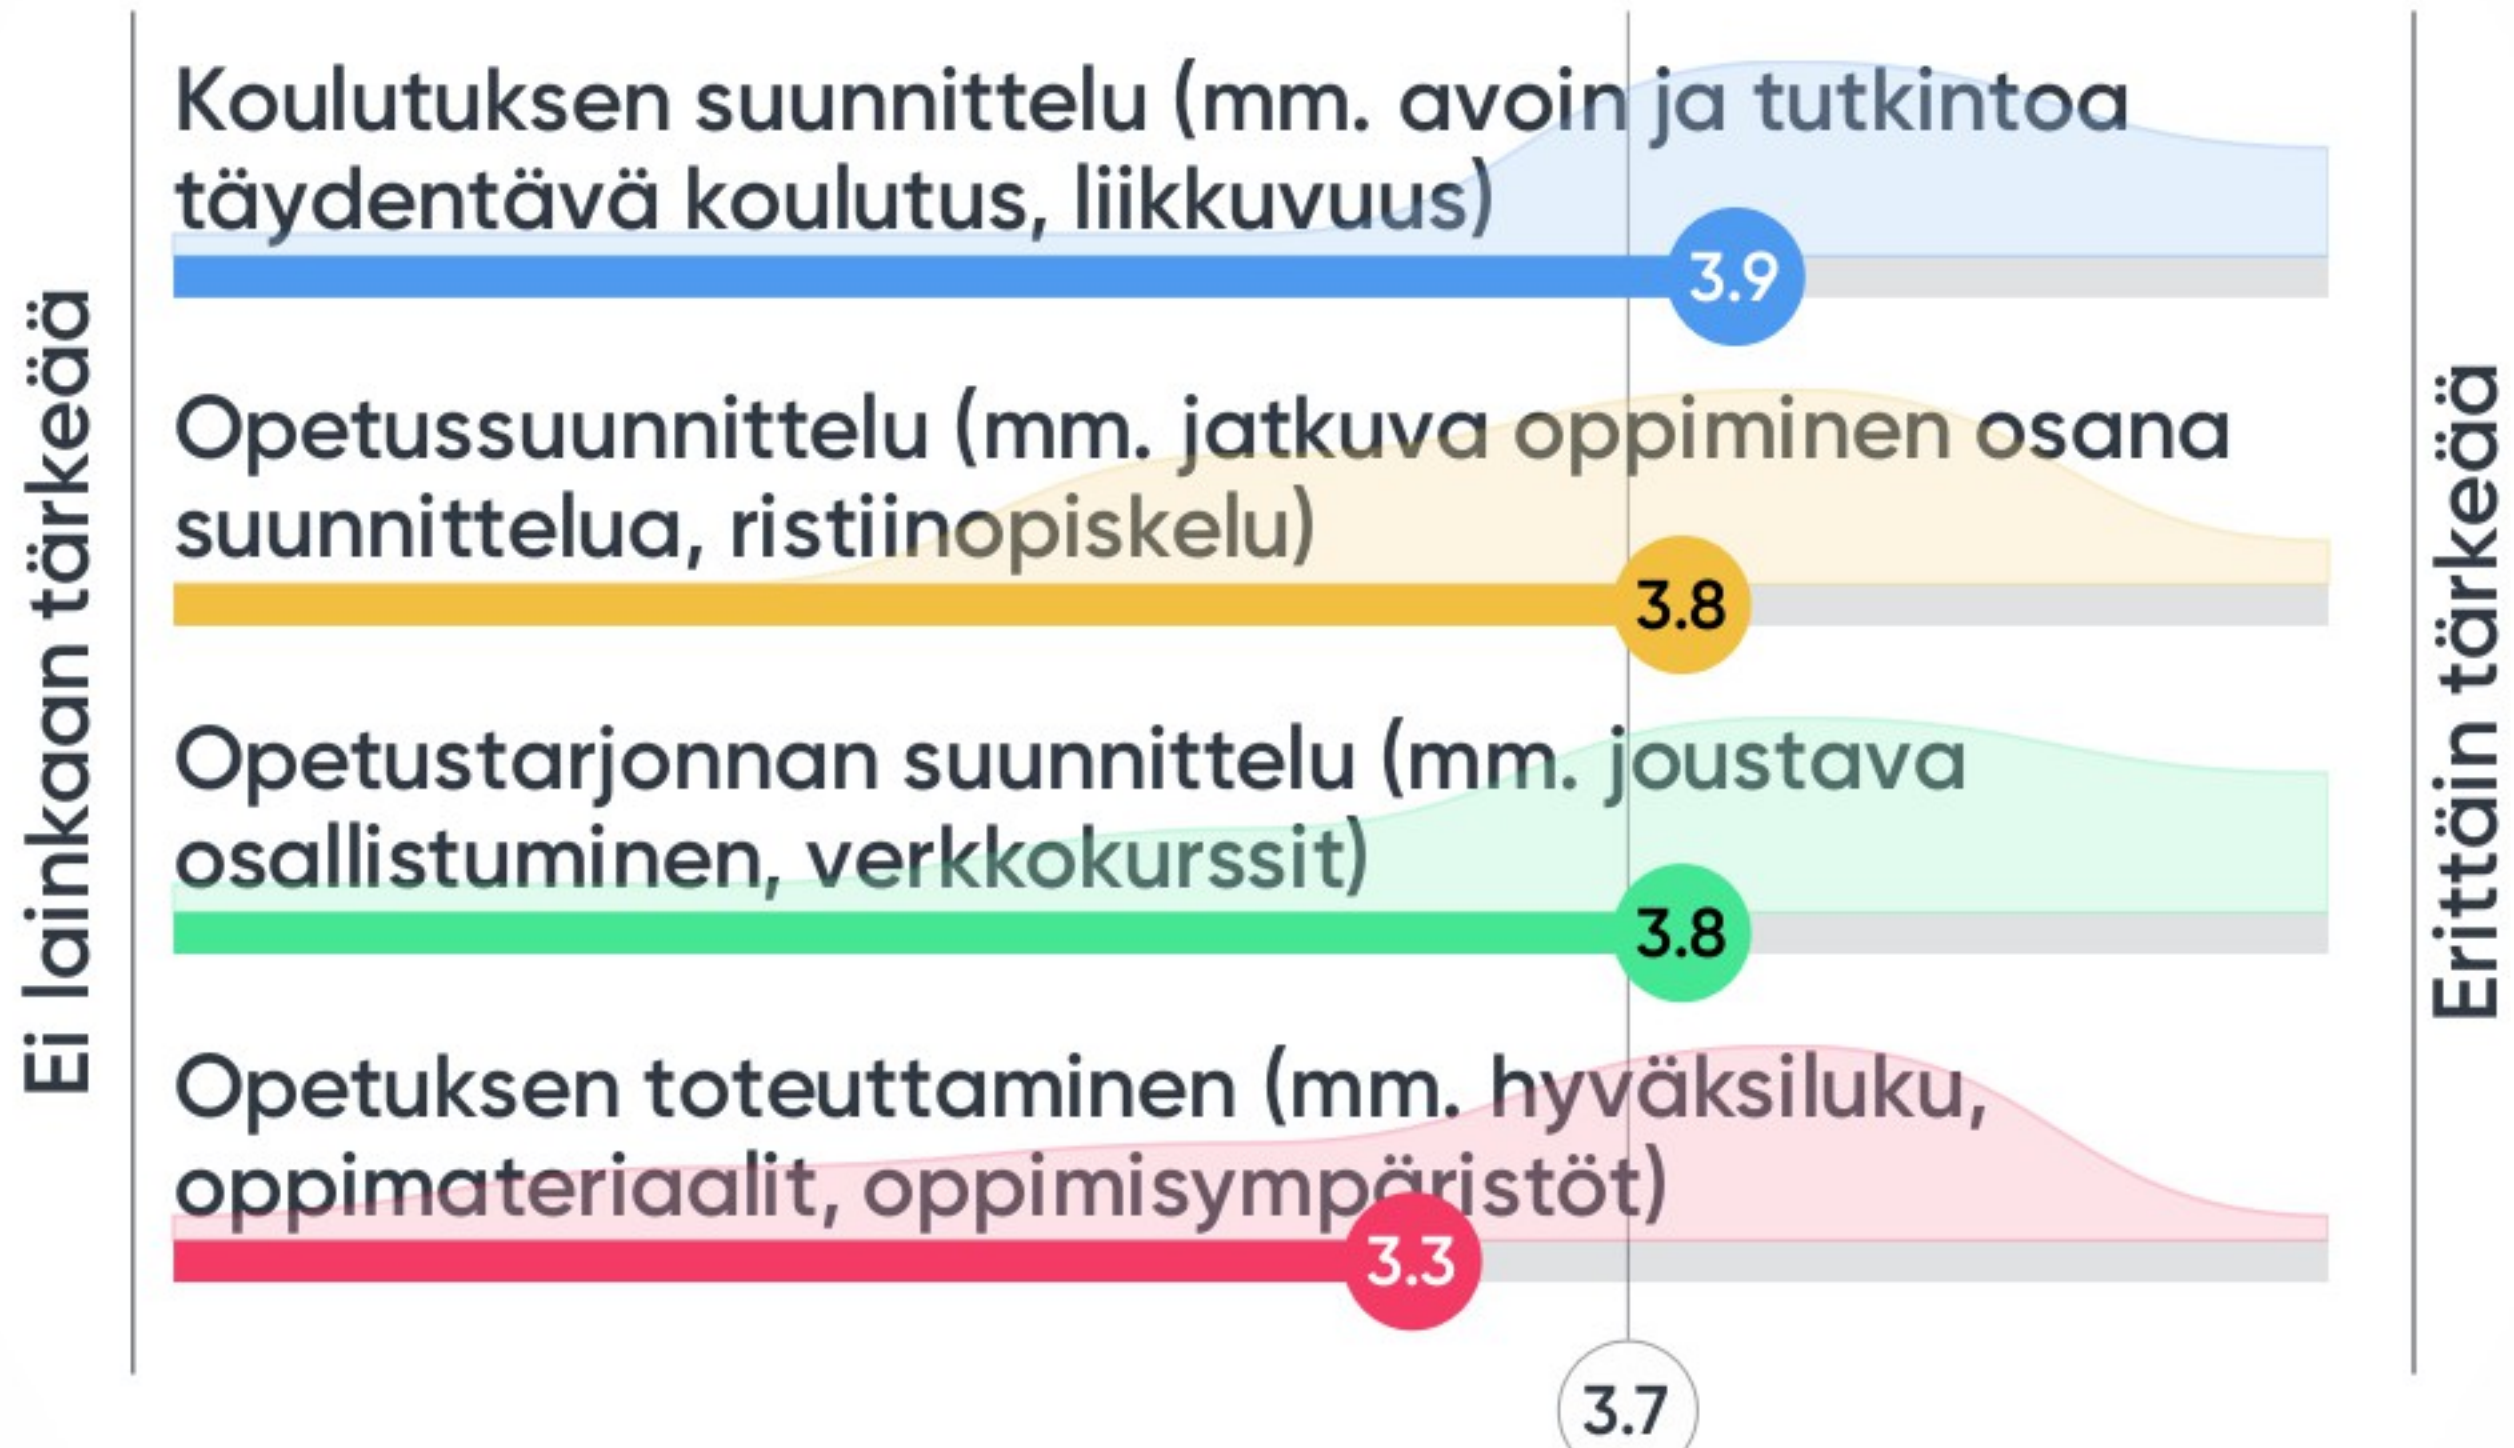 Ei lainkaan tärkeää
Koulutuksen suunnittelu (mm. avoin ja tutkintoa
täydentävä koulutus, liikkuvuus)
3.9
Opetussuunnittelu (mm. jatkuva oppiminen osana
suunnittelua, ristiinopiskelu)
3.8
Opetustarjonnan suunnittelu (mm. joustava
osallistuminen, verkkokurssit)
3.8
Opetuksen toteuttaminen (mm. hyväksiluku,
oppimateriaalit, oppimisympäristöt)
3.3
3.7
Erittäin tärkeää